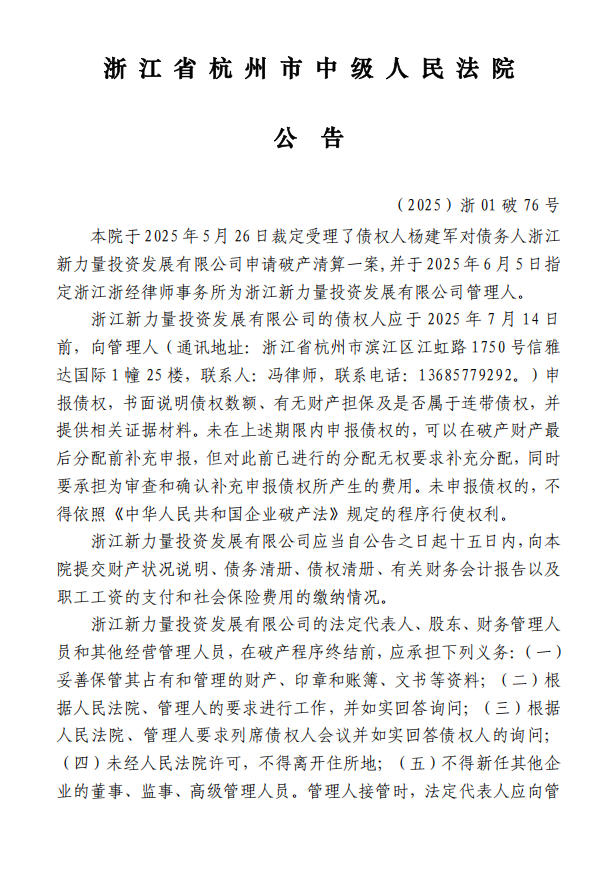 浙江省杭州市中级人民法院
公 告
（2025）浙 01 破 76 号
本院于 2025 年 5 月 26 日裁定受理了债权人杨建军对债务人浙江
新力量投资发展有限公司申请破产清算一案,并于 2025 年 6 月 5 日指
定浙江浙经律师事务所为浙江新力量投资发展有限公司管理人。
浙江新力量投资发展有限公司的债权人应于 2025 年 7 月 14 日
前，向管理人（通讯地址：浙江省杭州市滨江区江虹路 1750 号信雅
达国际 1 幢 25 楼，联系人：冯律师，联系电话：13685779292。）申
报债权，书面说明债权数额、有无财产担保及是否属于连带债权，并
提供相关证据材料。未在上述期限内申报债权的，可以在破产财产最
后分配前补充申报，但对此前已进行的分配无权要求补充分配，同时
要承担为审查和确认补充申报债权所产生的费用。未申报债权的，不
得依照《中华人民共和国企业破产法》规定的程序行使权利。
浙江新力量投资发展有限公司应当自公告之日起十五日内，向本
院提交财产状况说明、债务清册、债权清册、有关财务会计报告以及
职工工资的支付和社会保险费用的缴纳情况。
浙江新力量投资发展有限公司的法定代表人、股东、财务管理人
员和其他经营管理人员，在破产程序终结前，应承担下列义务：（一）
妥善保管其占有和管理的财产、印章和账簿、文书等资料；（二）根
据人民法院、管理人的要求进行工作，并如实回答询问；（三）根据
人民法院、管理人要求列席债权人会议并如实回答债权人的询问；
（四）未经人民法院许可，不得离开住所地；（五）不得新任其他企
业的董事、监事、高级管理人员。管理人接管时，法定代表人应向管